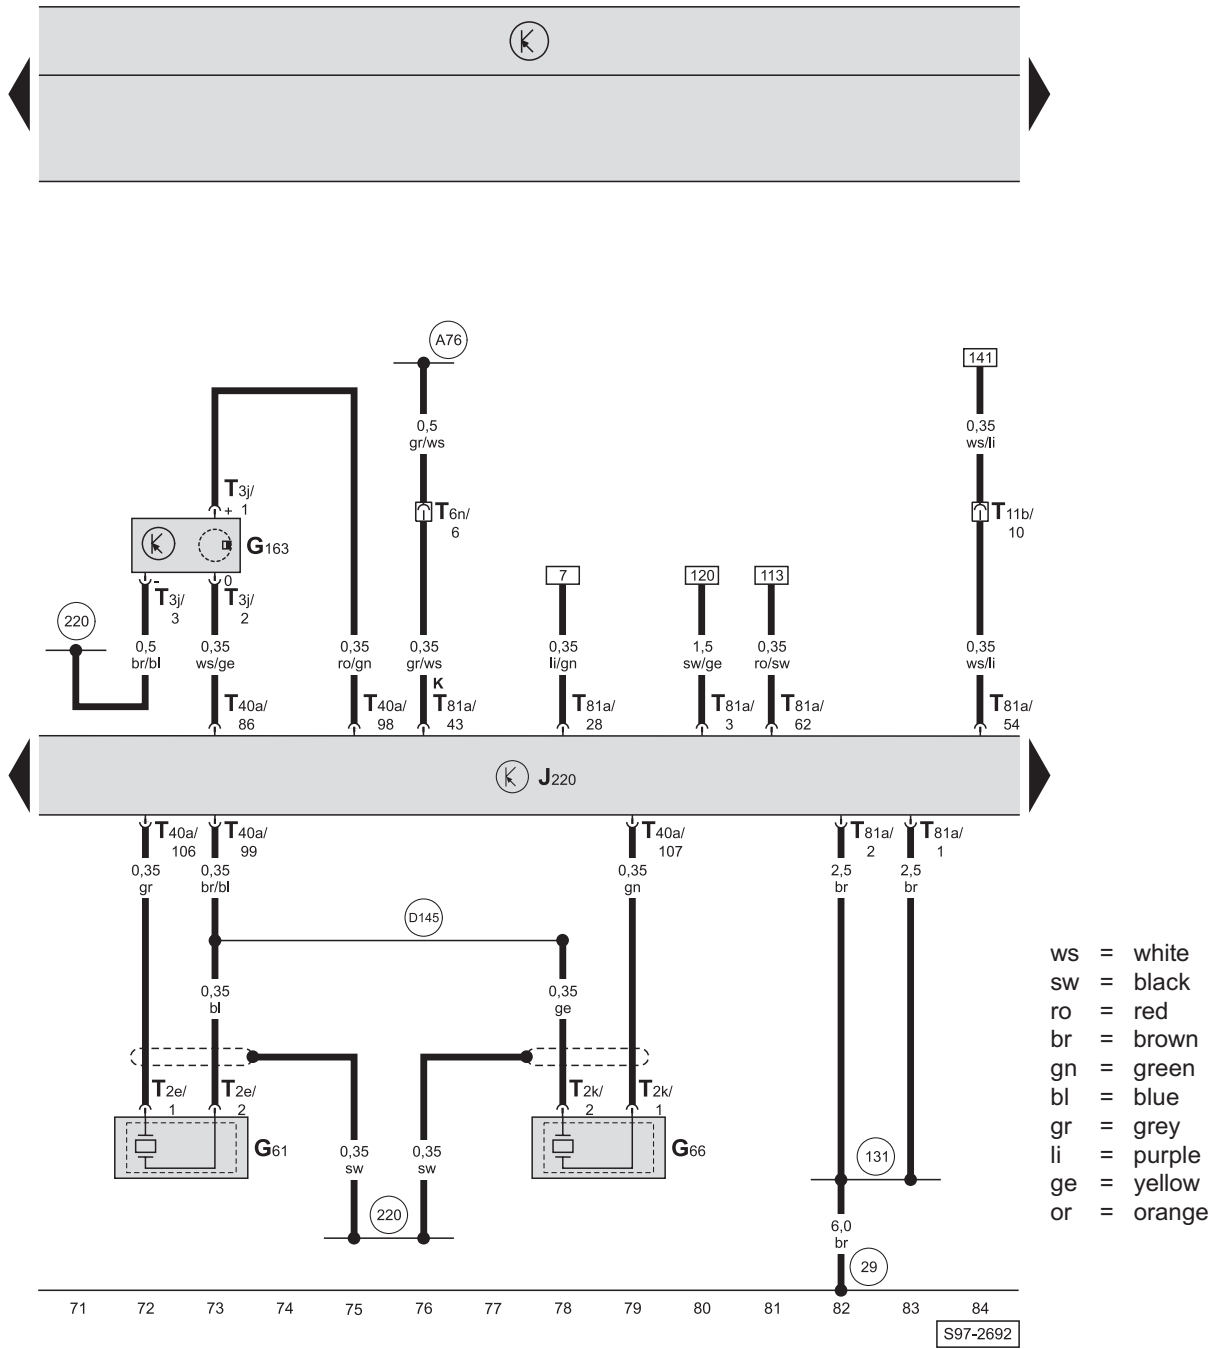 A76
141
0,5
gr/ws
0,35
ws/li
T3j/
+ 1
T6n/
6
T11b/
10
G163
- 0
T3j/
3
T3j/
2
7
120
113
220
0,5
br/bl
0,35
ws/ge
0,35
ro/gn
0,35
gr/ws
0,35
li/gn
1,5
sw/ge
0,35
ro/sw
0,35
ws/li
K
T40a/
86
T40a/
98
T81a/
43
T81a/
28
T81a/
3
T81a/
62
T81a/
54
J220
T40a/
106
T40a/
99
T40a/
107
T81a/
2
T81a/
1
0,35
gr
0,35
br/bl
0,35
gn
2,5
br
2,5
br
D145
0,35
bl
0,35
ge
ws = white
sw = black
ro = red
br = brown
gn = green
bl = blue
gr = grey
li = purple
ge = yellow
or = orange
T2e/
1
T2e/
2
T2k/
2
T2k/
1
G61
G66
0,35
sw
0,35
sw
131
220
6,0
br
29
71 72 73 74 75 76 77 78 79 80 81 82 83 84
S97-2692